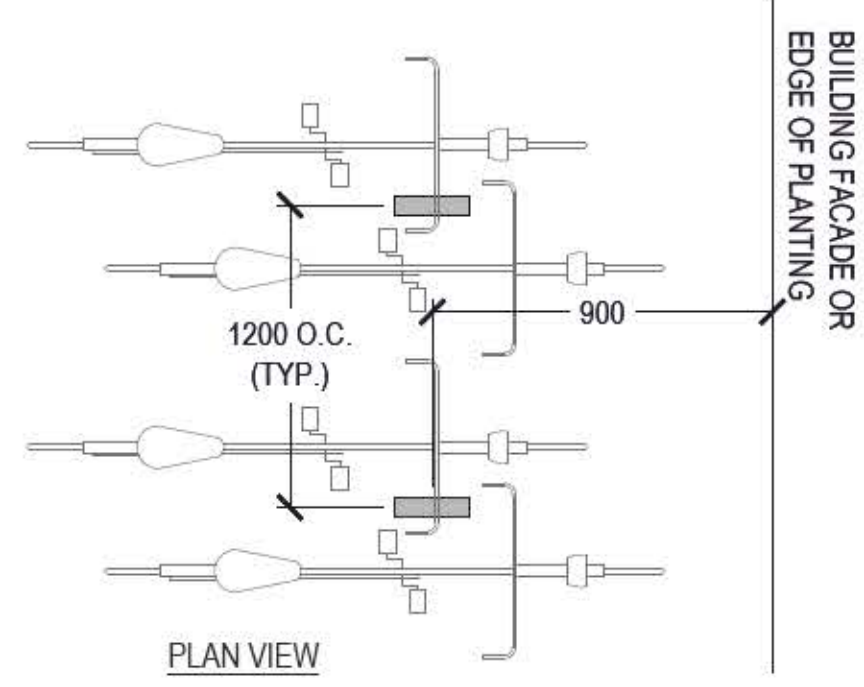 BUILDING FACADE OR
EDGE OF PLANTING
900
1200 O.C.
(TYP.)
PLAN VIEW